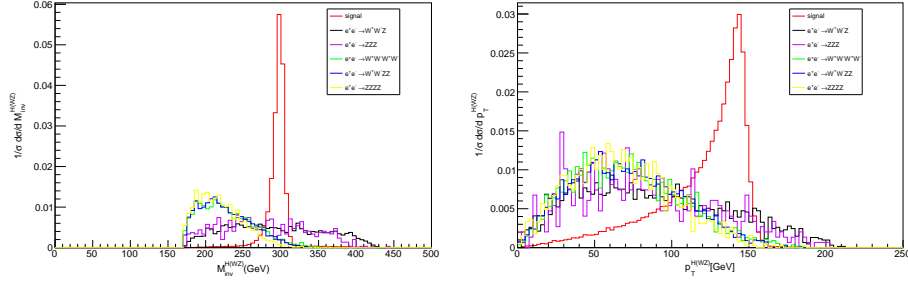 1/σ dσ/d M_inv^H(WZ)
0.06
0.05
0.04
0.03
0.02
0.01
0
0 50 100 150 200 250 300 350 400 450 500
M_inv^H(WZ)(GeV)
signal
e⁺e⁻→W⁺W⁻Z
e⁺e⁻→ZZZ
e⁺e⁻→W⁺W⁻W⁺W⁻
e⁺e⁻→W⁺W⁻ZZ
e⁺e⁻→ZZZZ
1/σ dσ/d p_T^H(WZ)
0.03
0.025
0.02
0.015
0.01
0.005
0
0 50 100 150 200 250
p_T^H(WZ)[GeV]
signal
e⁺e⁻→W⁺W⁻Z
e⁺e⁻→ZZZ
e⁺e⁻→W⁺W⁻W⁺W⁻
e⁺e⁻→W⁺W⁻ZZ
e⁺e⁻→ZZZZ